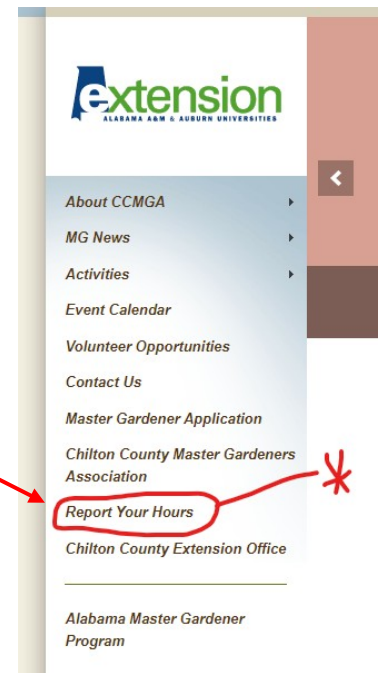 extension
ALABAMA A&M & AUBURN UNIVERSITIES
About CCMGA
MG News
Activities
Event Calendar
Volunteer Opportunities
Contact Us
Master Gardener Application
Chilton County Master Gardeners
Association
Report Your Hours
Chilton County Extension Office
Alabama Master Gardener
Program